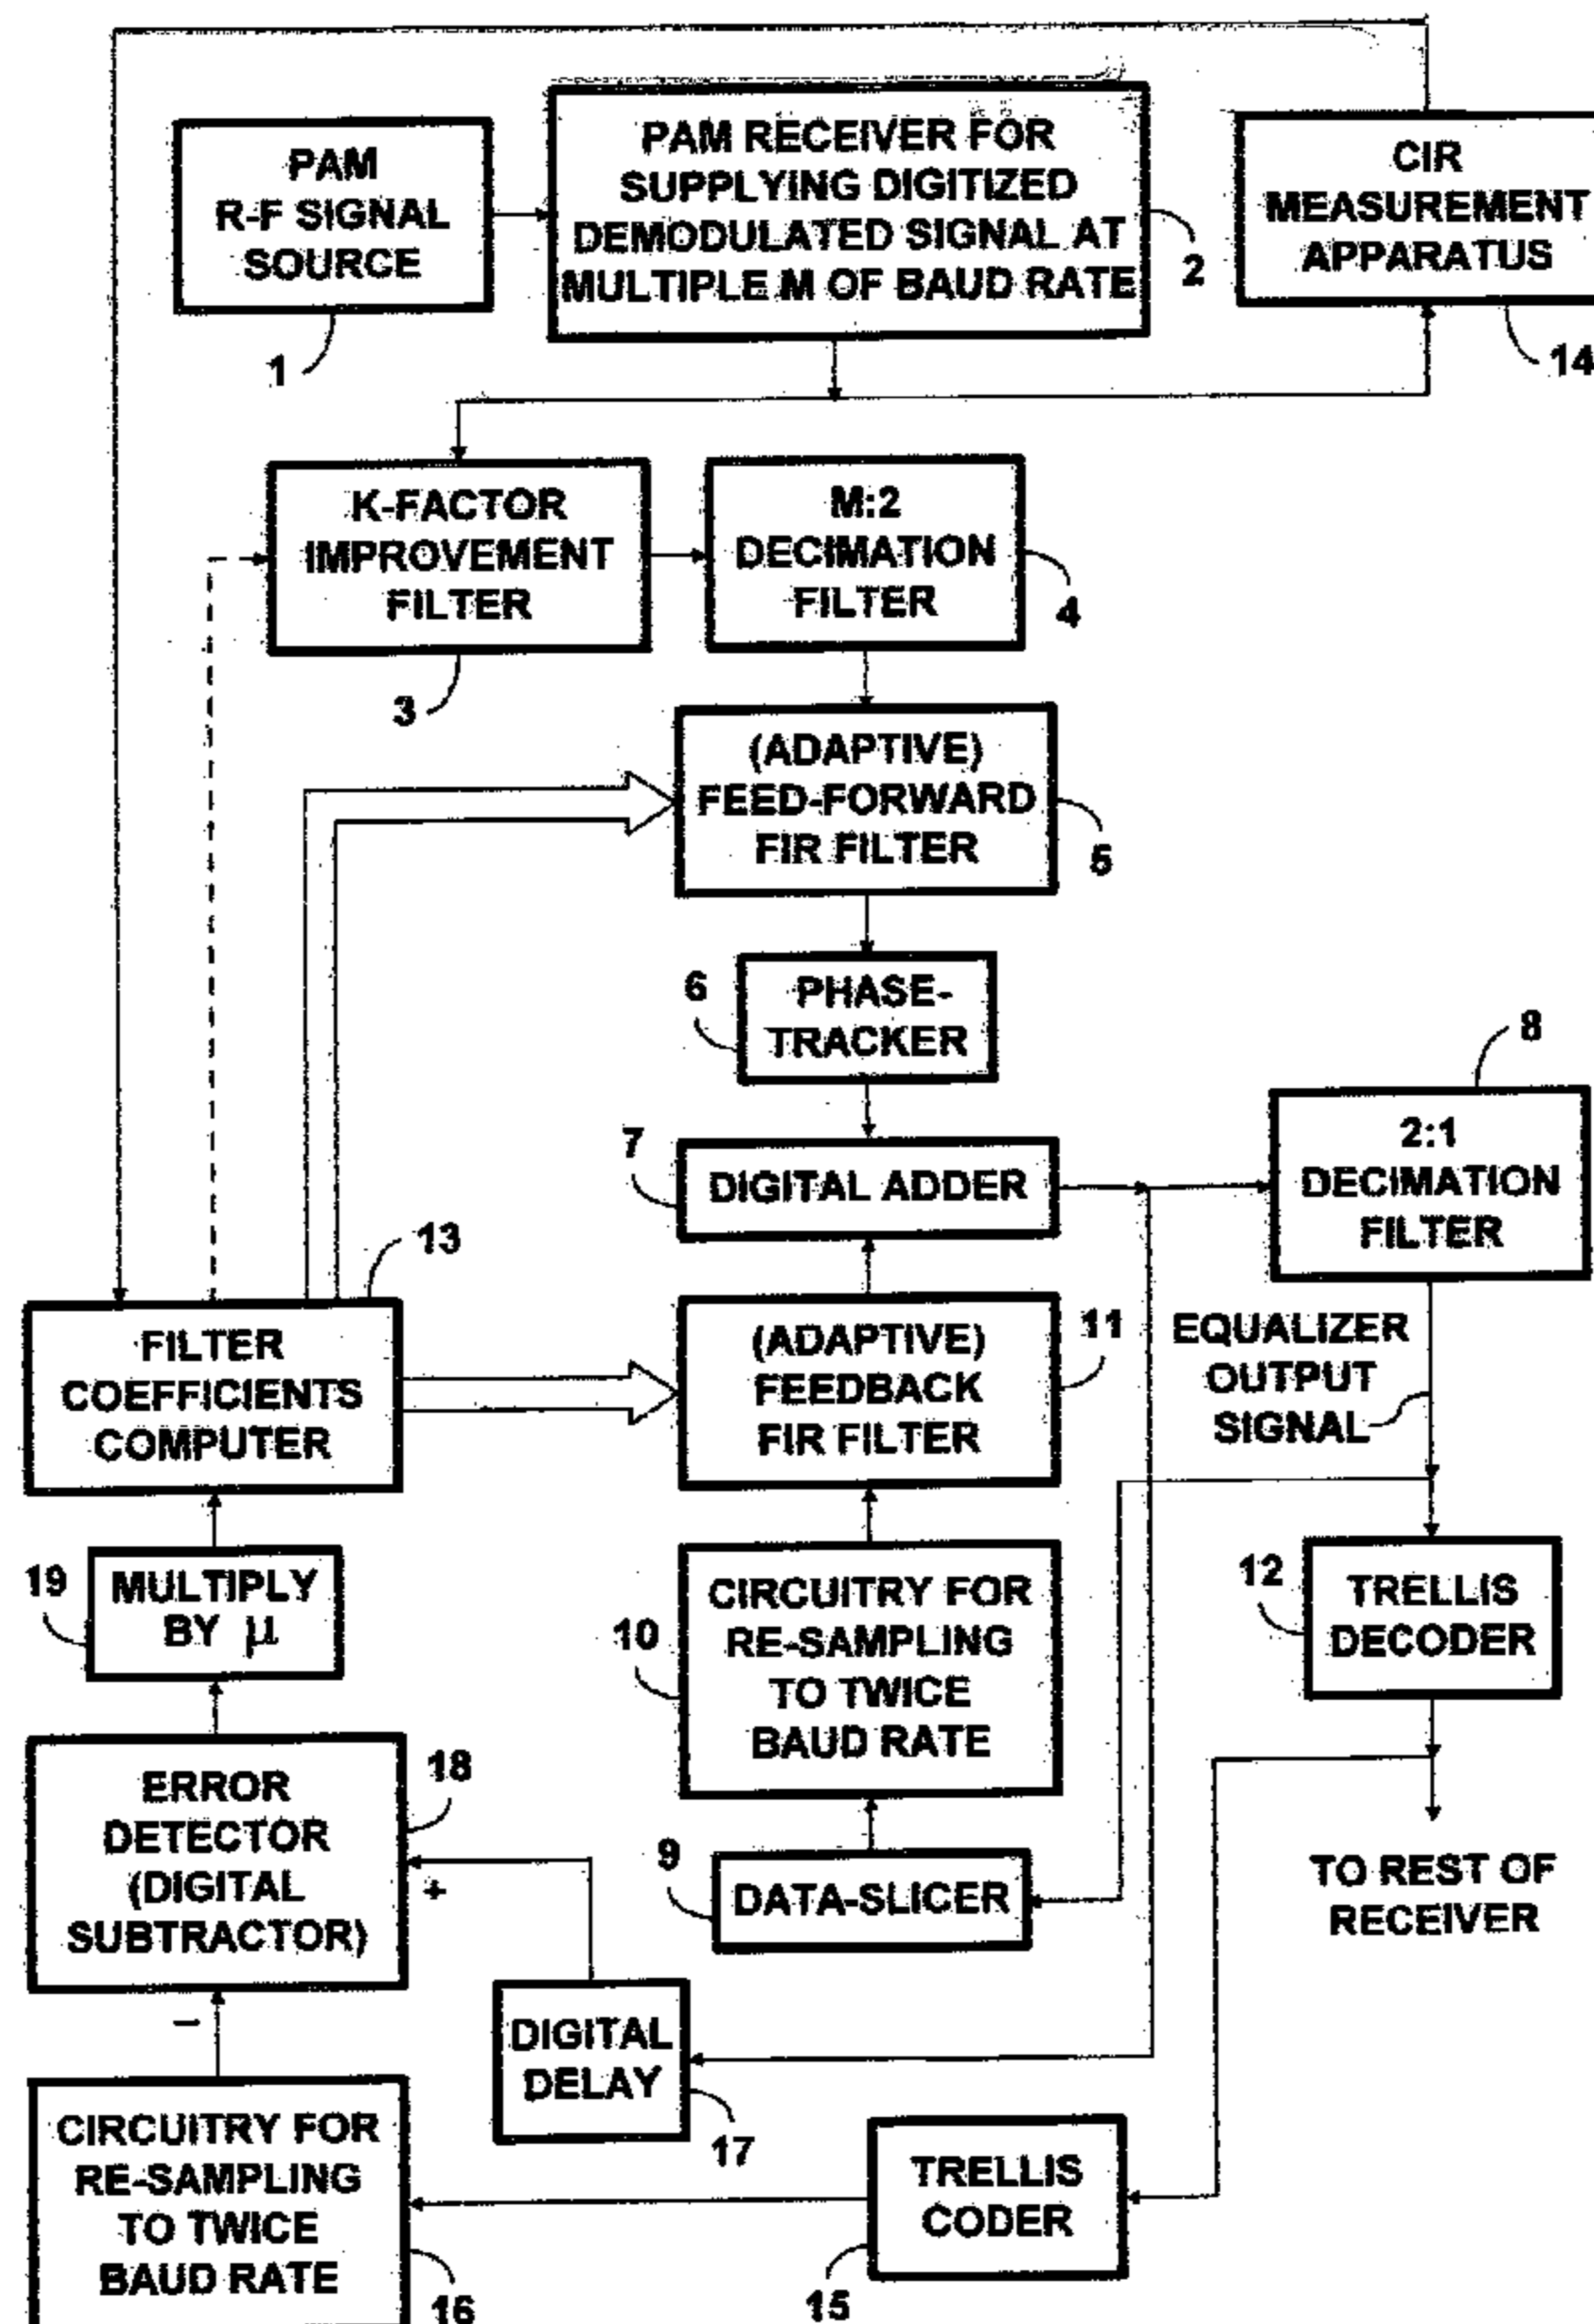 PAM
R-F SIGNAL
SOURCE
1
PAM RECEIVER FOR
SUPPLYING DIGITIZED
DEMODULATED SIGNAL AT
MULTIPLE M OF BAUD RATE
2
CIR
MEASUREMENT
APPARATUS
14
K-FACTOR
IMPROVEMENT
FILTER
3
M:2
DECIMATION
FILTER
4
(ADAPTIVE)
FEED-FORWARD
FIR FILTER
5
6
PHASE-
TRACKER
7
DIGITAL ADDER
8
2:1
DECIMATION
FILTER
13
FILTER
COEFFICIENTS
COMPUTER
(ADAPTIVE)
FEEDBACK
FIR FILTER
11
EQUALIZER
OUTPUT
SIGNAL
19
MULTIPLY
BY μ
10
CIRCUITRY FOR
RE-SAMPLING
TO TWICE
BAUD RATE
12
TRELLIS
DECODER
ERROR
DETECTOR
(DIGITAL
SUBTRACTOR)
18
+
−
9
DATA-SLICER
TO REST OF
RECEIVER
DIGITAL
DELAY
17
CIRCUITRY FOR
RE-SAMPLING
TO TWICE
BAUD RATE
16
TRELLIS
CODER
15